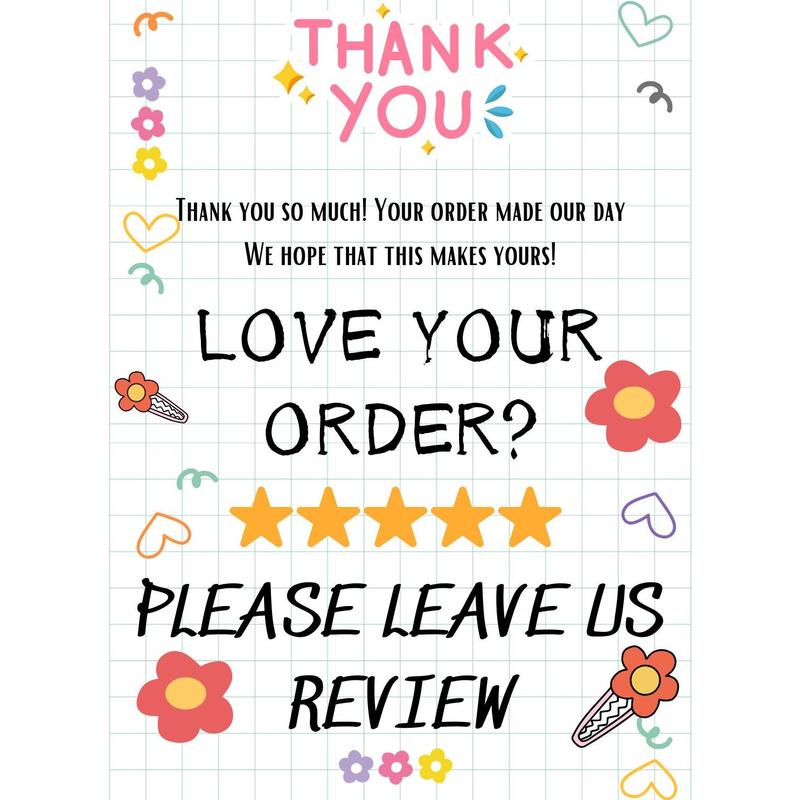 THANK
YOU
Thank you so much! Your order made our day
We hope that this makes yours!
LOVE YOUR
ORDER?
PLEASE LEAVE US
REVIEW